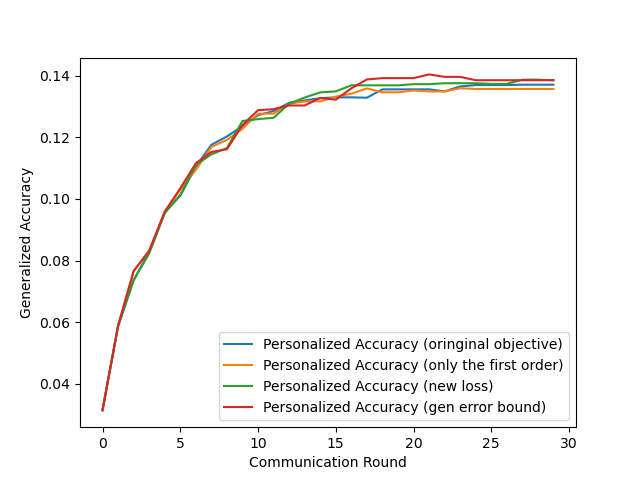 0.14
0.12
0.10
0.08
0.06
0.04
Generalized Accuracy
Personalized Accuracy (oringinal objective)
Personalized Accuracy (only the first order)
Personalized Accuracy (new loss)
Personalized Accuracy (gen error bound)
0 5 10 15 20 25 30
Communication Round